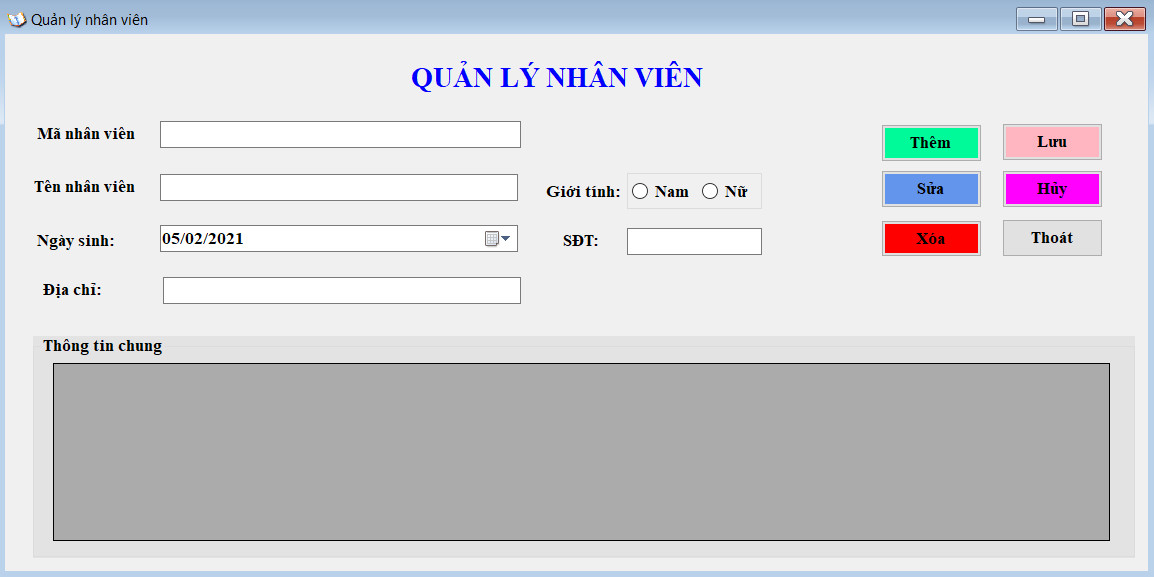 Quản lý nhân viên
QUẢN LÝ NHÂN VIÊN
Mã nhân viên
Thêm
Lưu
Tên nhân viên
Giới tính:
Nam
Nữ
Sửa
Hủy
Ngày sinh:
05/02/2021
SĐT:
Xóa
Thoát
Địa chỉ:
Thông tin chung